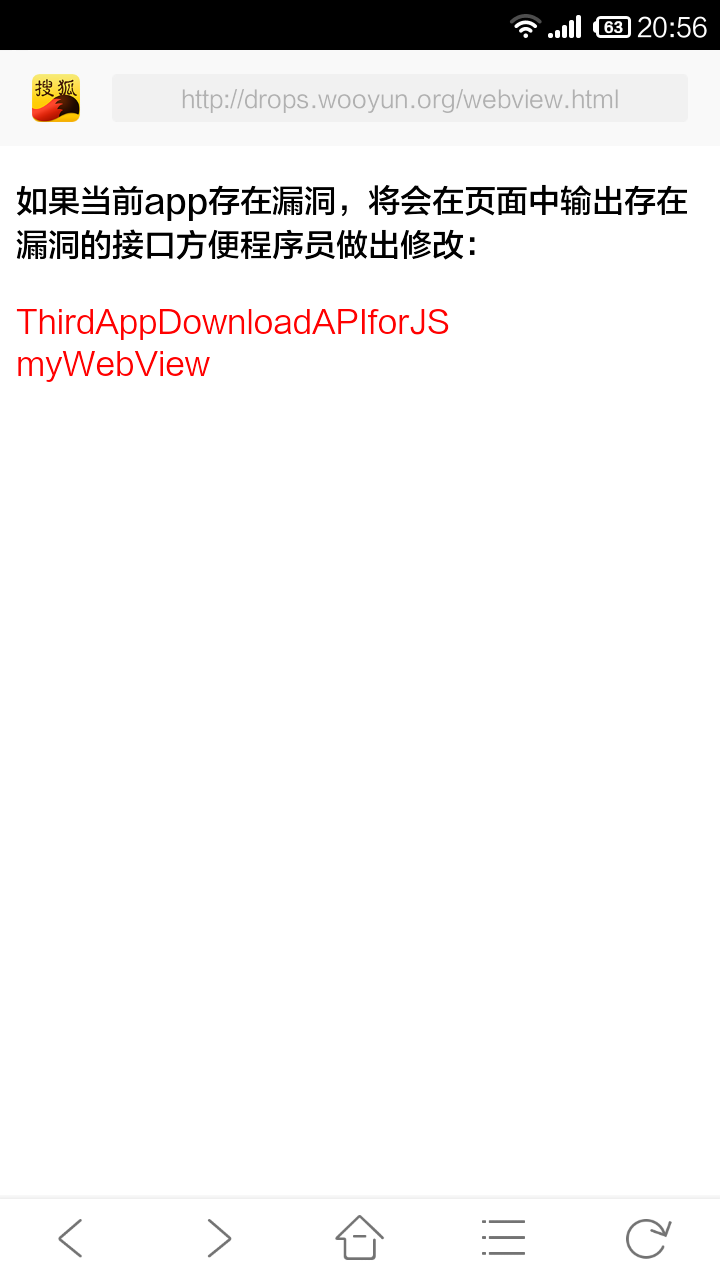 63 20:56
搜狐
http://drops.wooyun.org/webview.html
如果当前app存在漏洞，将会在页面中输出存在
漏洞的接口方便程序员做出修改：
ThirdAppDownloadAPIforJS
myWebView